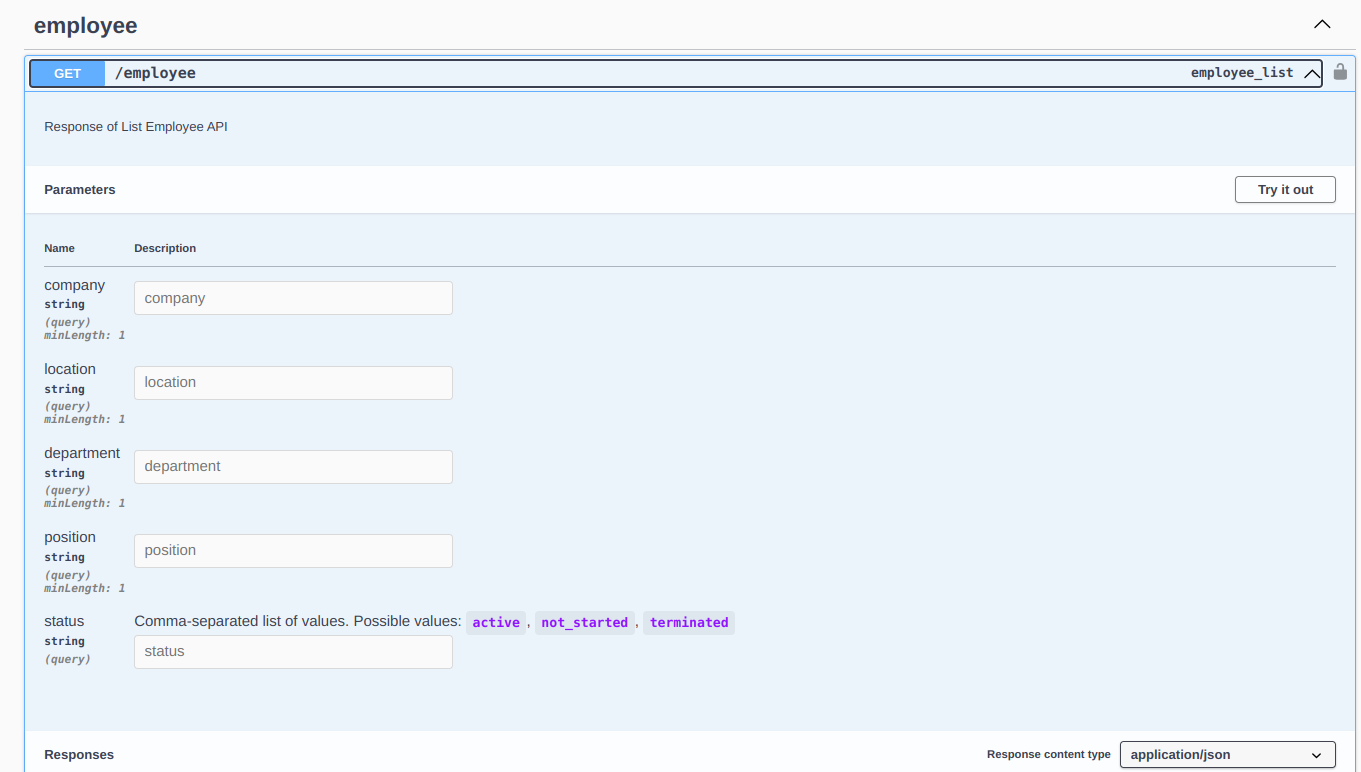 employee
GET /employee employee_list
Response of List Employee API
Parameters Try it out
Name Description
company
string
(query)
minLength: 1
company
location
string
(query)
minLength: 1
location
department
string
(query)
minLength: 1
department
position
string
(query)
minLength: 1
position
status
string
(query)
Comma-separated list of values. Possible values: active , not_started , terminated
status
Responses Response content type application/json